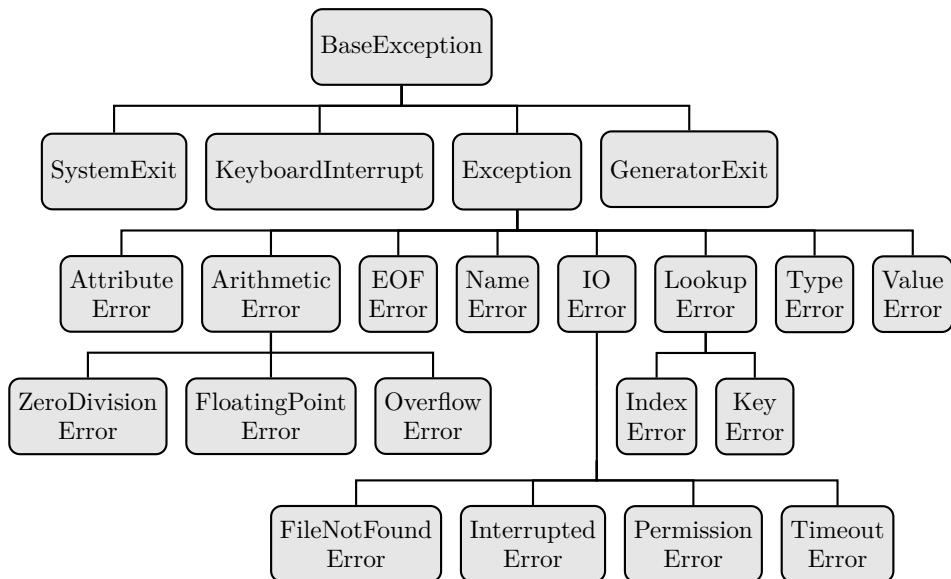 BaseException
SystemExit
KeyboardInterrupt
Exception
GeneratorExit
Attribute
Error
Arithmetic
Error
EOF
Error
Name
Error
IO
Error
Lookup
Error
Type
Error
Value
Error
ZeroDivision
Error
FloatingPoint
Error
Overflow
Error
Index
Error
Key
Error
FileNotFound
Error
Interrupted
Error
Permission
Error
Timeout
Error